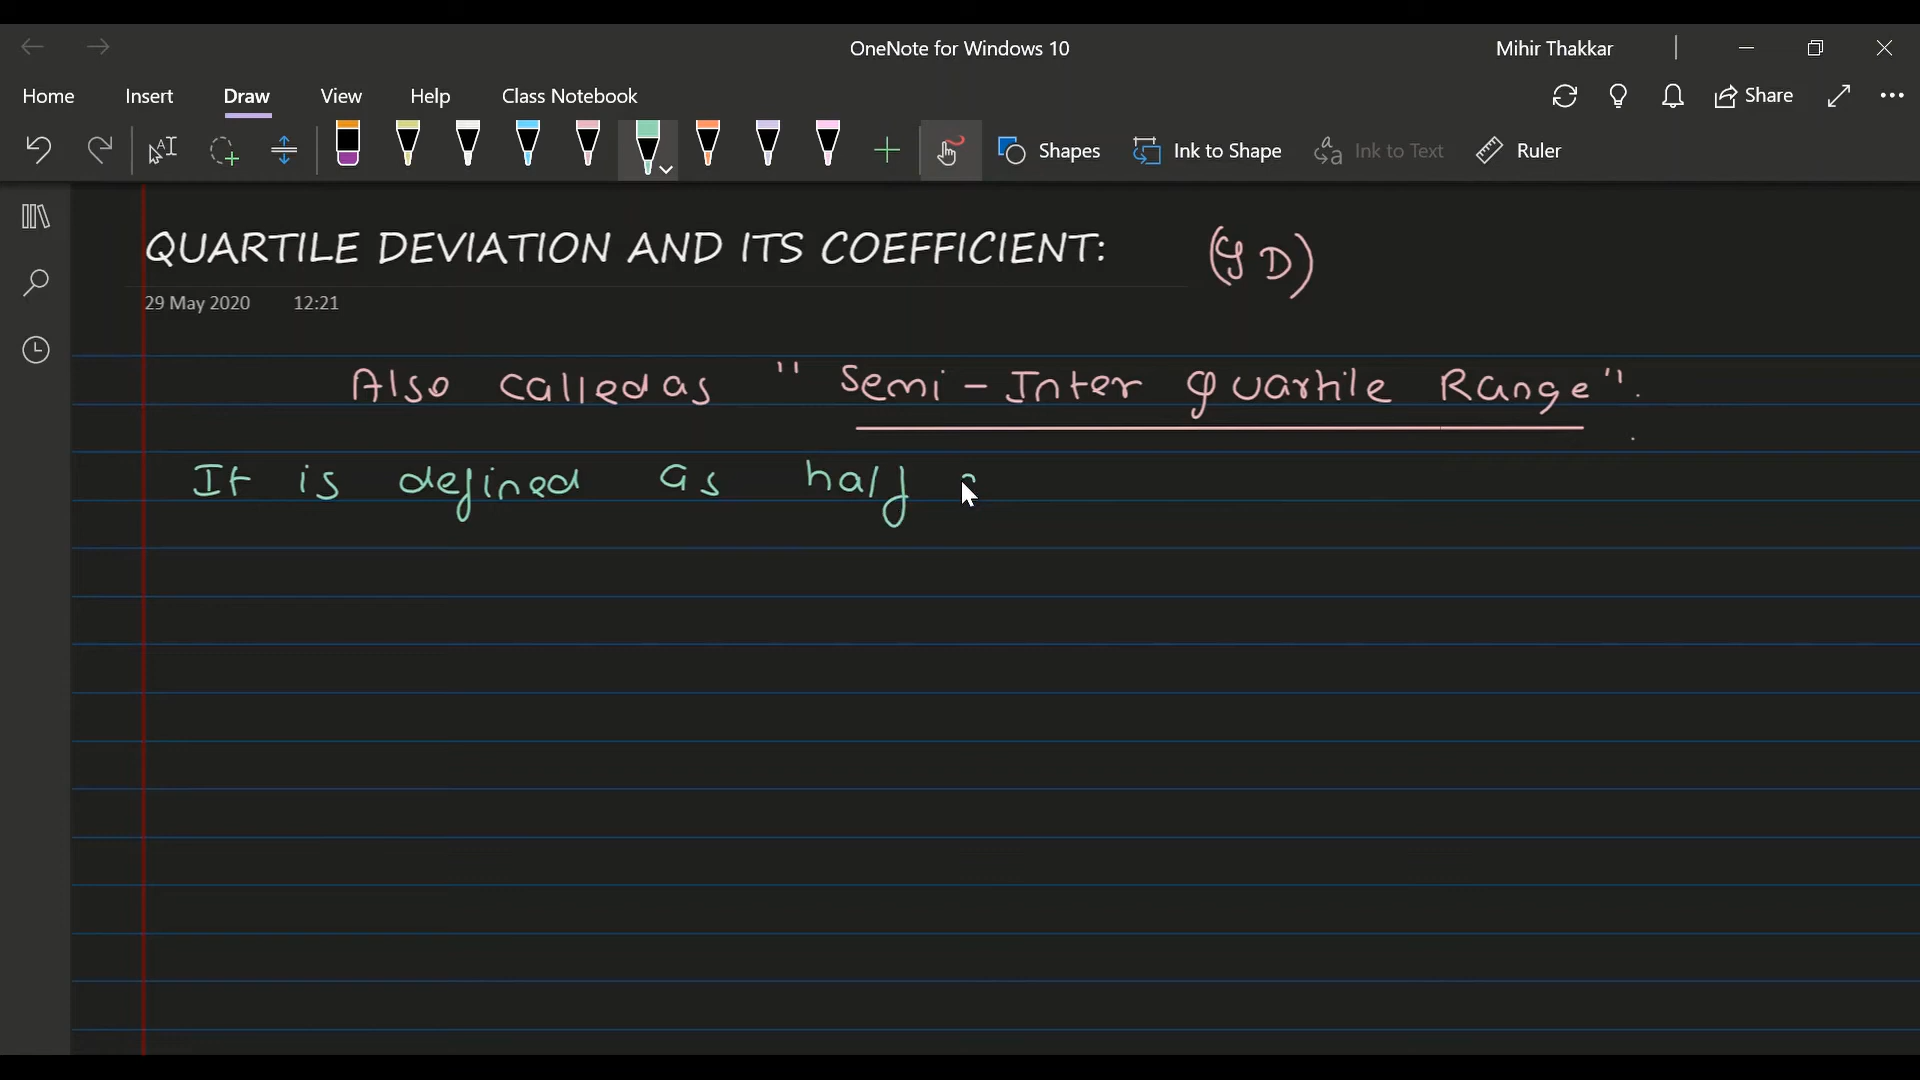 OneNote for Windows 10
Mihir Thakkar
Home Insert Draw View Help Class Notebook
Share
Shapes Ink to Shape Ink to Text Ruler
QUARTILE DEVIATION AND ITS COEFFICIENT: (QD)
29 May 2020 12:21
Also called as "Semi-Inter Quartile Range".
It is defined as half